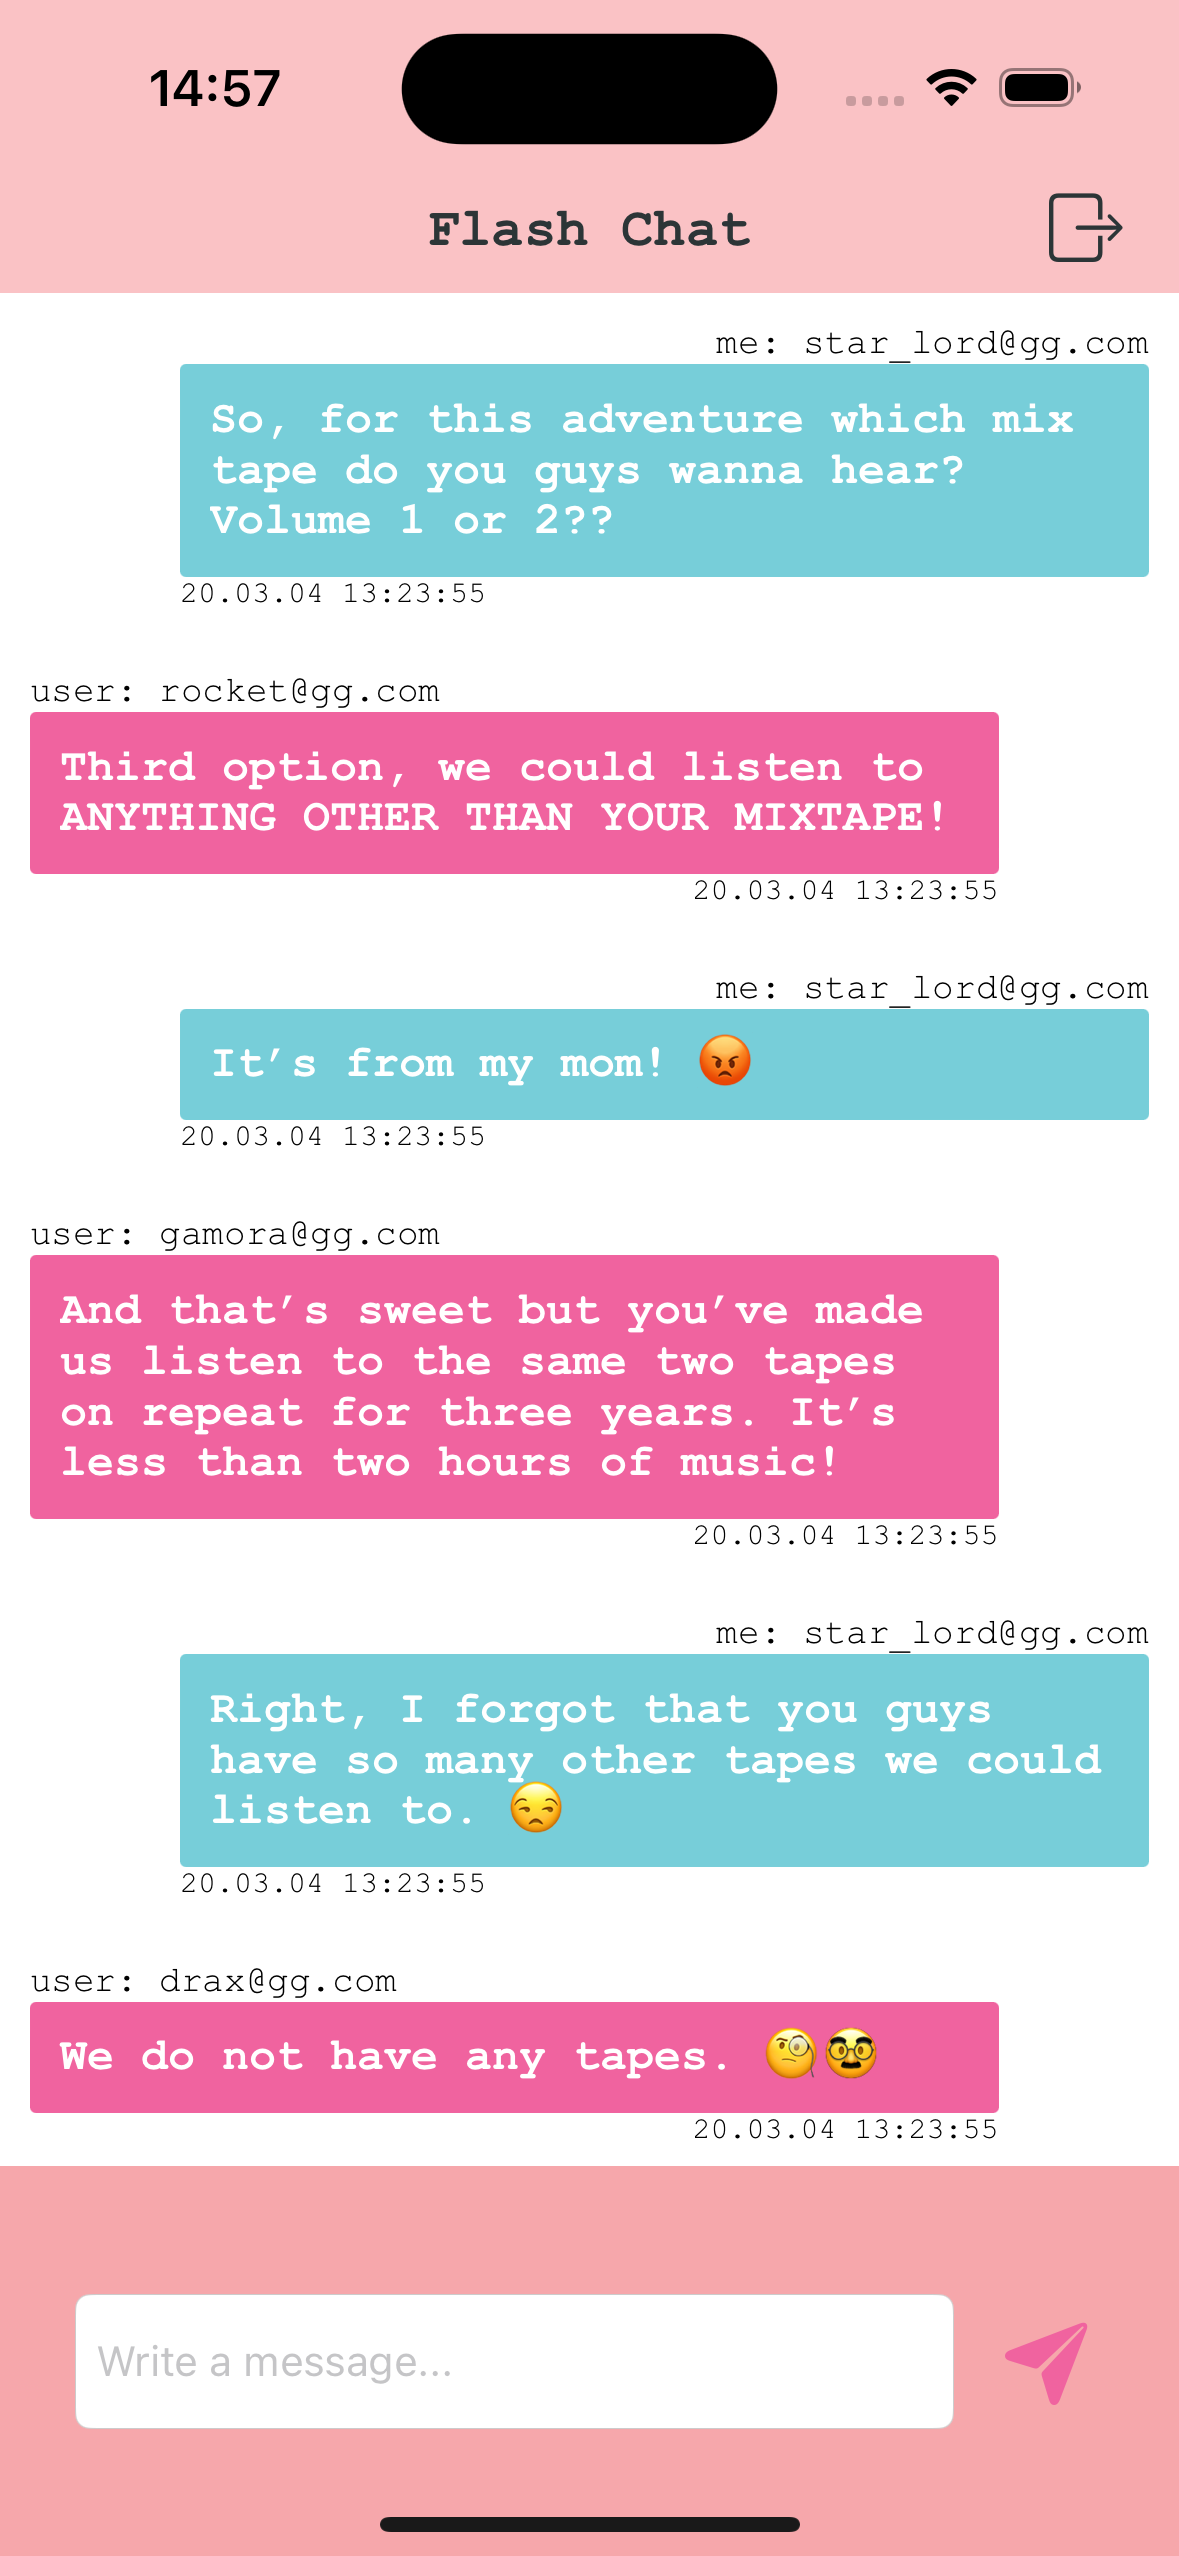 14:57
Flash Chat
me: star_lord@gg.com
So, for this adventure which mix
tape do you guys wanna hear?
Volume 1 or 2??
20.03.04 13:23:55
user: rocket@gg.com
Third option, we could listen to
ANYTHING OTHER THAN YOUR MIXTAPE!
20.03.04 13:23:55
me: star_lord@gg.com
It’s from my mom! 😡
20.03.04 13:23:55
user: gamora@gg.com
And that’s sweet but you’ve made
us listen to the same two tapes
on repeat for three years. It’s
less than two hours of music!
20.03.04 13:23:55
me: star_lord@gg.com
Right, I forgot that you guys
have so many other tapes we could
listen to. 😒
20.03.04 13:23:55
user: drax@gg.com
We do not have any tapes. 🧐🥸
20.03.04 13:23:55
Write a message...